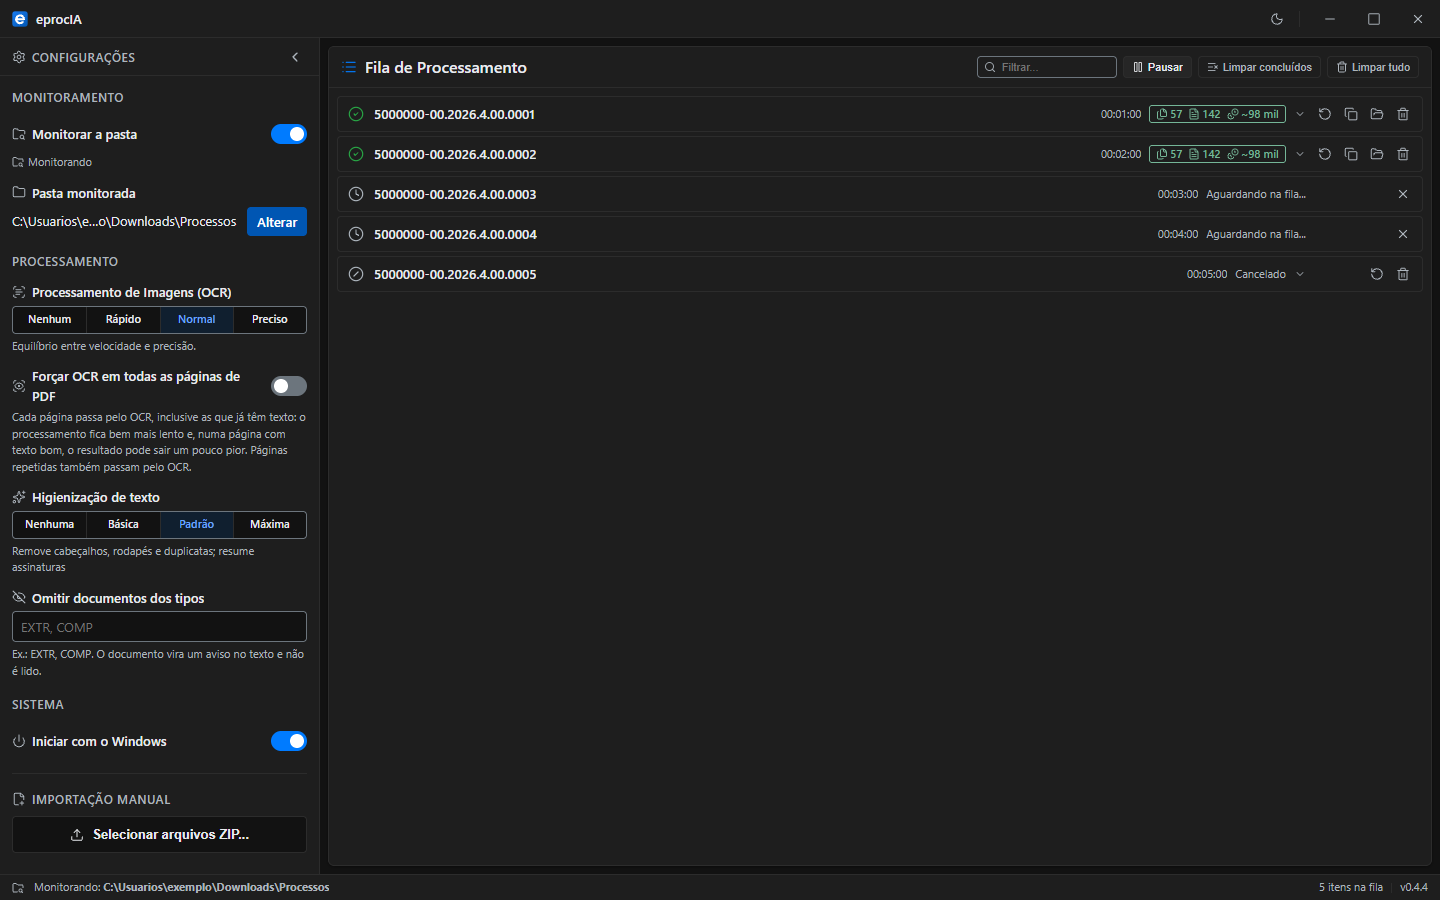 eprocIA
CONFIGURAÇÕES
MONITORAMENTO
Monitorar a pasta
Monitorando
Pasta monitorada
C:\Usuarios\e...o\Downloads\Processos
Alterar
PROCESSAMENTO
Processamento de Imagens (OCR)
Nenhum Rápido Normal Preciso
Equilíbrio entre velocidade e precisão.
Forçar OCR em todas as páginas de
PDF
Cada página passa pelo OCR, inclusive as que já têm texto: o
processamento fica bem mais lento e, numa página com
texto bom, o resultado pode sair um pouco pior. Páginas
repetidas também passam pelo OCR.
Higienização de texto
Nenhuma Básica Padrão Máxima
Remove cabeçalhos, rodapés e duplicatas; resume
assinaturas
Omitir documentos dos tipos
EXTR, COMP
Ex.: EXTR, COMP. O documento vira um aviso no texto e não
é lido.
SISTEMA
Iniciar com o Windows
IMPORTAÇÃO MANUAL
Selecionar arquivos ZIP...
Fila de Processamento
Filtrar...
Pausar
Limpar concluídos
Limpar tudo
5000000-00.2026.4.00.0001 00:01:00 57 142 ~98 mil
5000000-00.2026.4.00.0002 00:02:00 57 142 ~98 mil
5000000-00.2026.4.00.0003 00:03:00 Aguardando na fila...
5000000-00.2026.4.00.0004 00:04:00 Aguardando na fila...
5000000-00.2026.4.00.0005 00:05:00 Cancelado
Monitorando: C:\Usuarios\exemplo\Downloads\Processos
5 itens na fila
v0.4.4